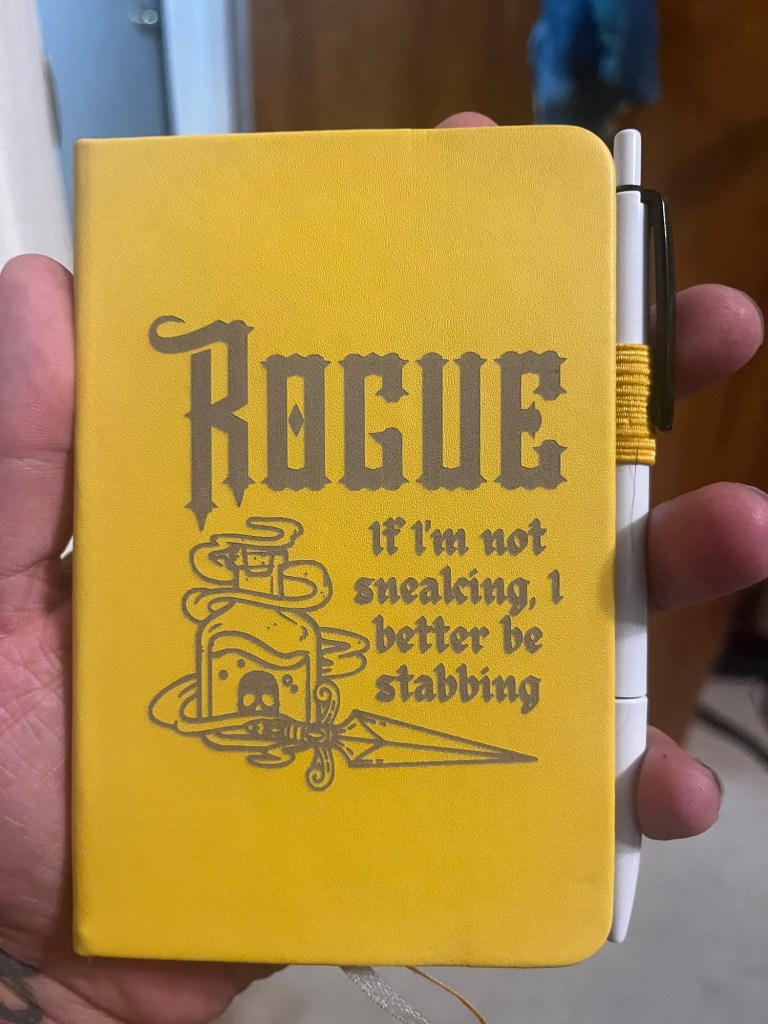 ROGUE
If I'm not
sneaking, I
better be
stabbing